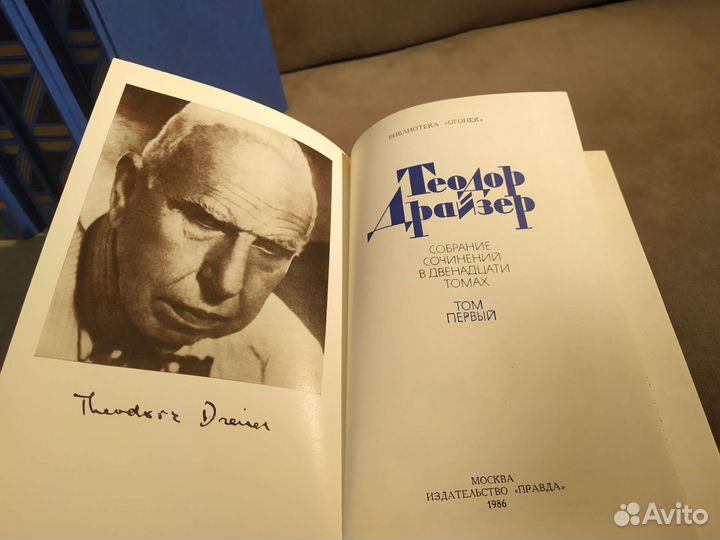 Theodore Dreiser
БИБЛИОТЕКА «ОГОНЕК»
Теодор
Драйзер
СОБРАНИЕ
СОЧИНЕНИЙ
В ДВЕНАДЦАТИ
ТОМАХ
ТОМ
ПЕРВЫЙ
МОСКВА
ИЗДАТЕЛЬСТВО «ПРАВДА»
1986
Avito